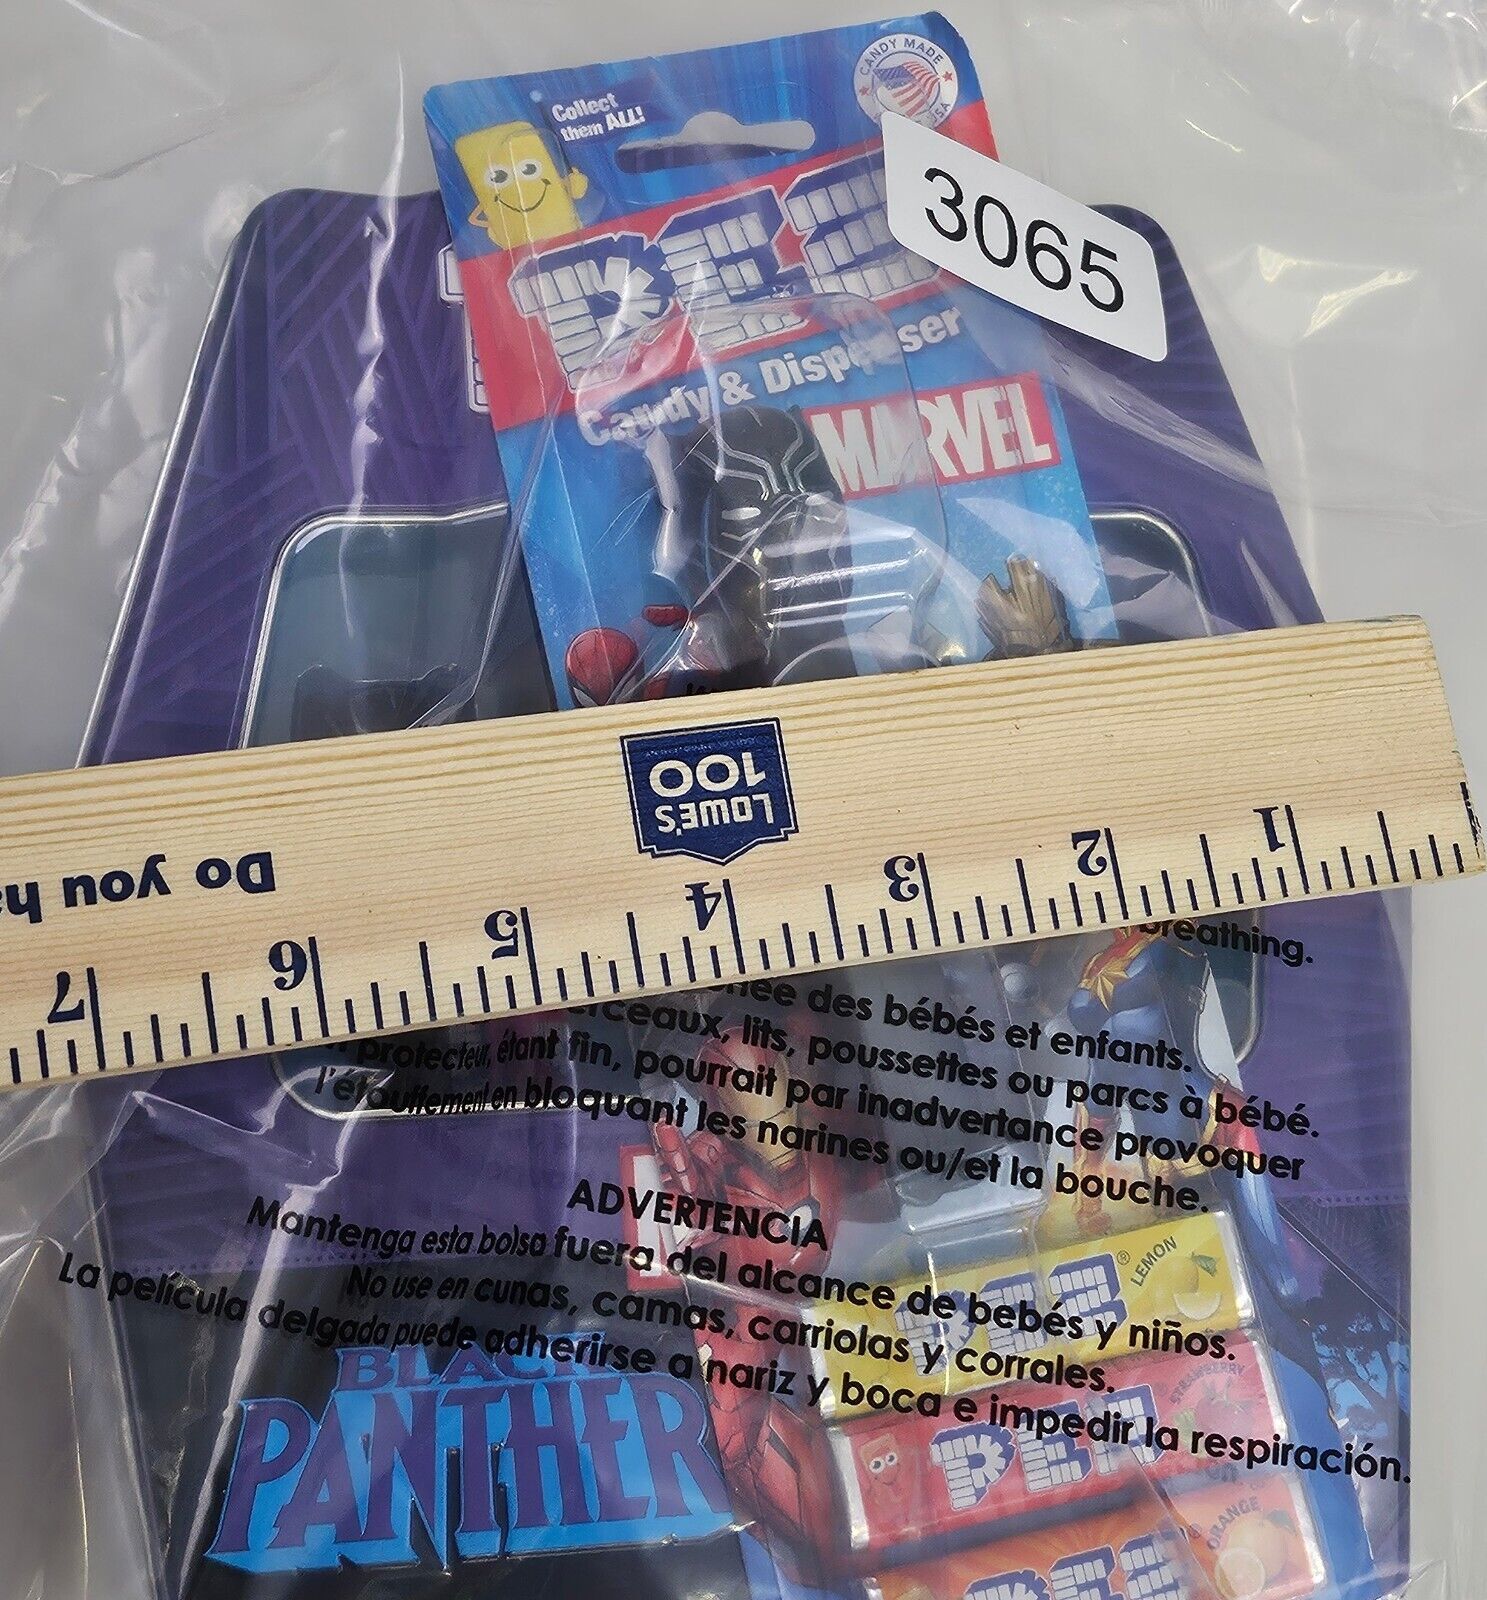 CANDY MADE
USA
Collect
them ALL!
3065
PEZ
Candy & Dispenser
MARVEL
LOWE'S
100
Do you ha
1
2
3
4
5
6
7
breathing.
des bébés et enfants.
lits, poussettes ou parcs à bébé.
protecteur, étant fin, pourrait par inadvertance provoquer
l'étouffement en bloquant les narines ou/et la bouche.
ADVERTENCIA
Mantenga esta bolsa fuera del alcance de bebés y niños.
No use en cunas, camas, carriolas y corrales.
La película delgada puede adherirse a nariz y boca e impedir la respiración.
BLACK
PANTHER
PEZ
LEMON
PEZ
STRAWBERRY
PEZ
ORANGE